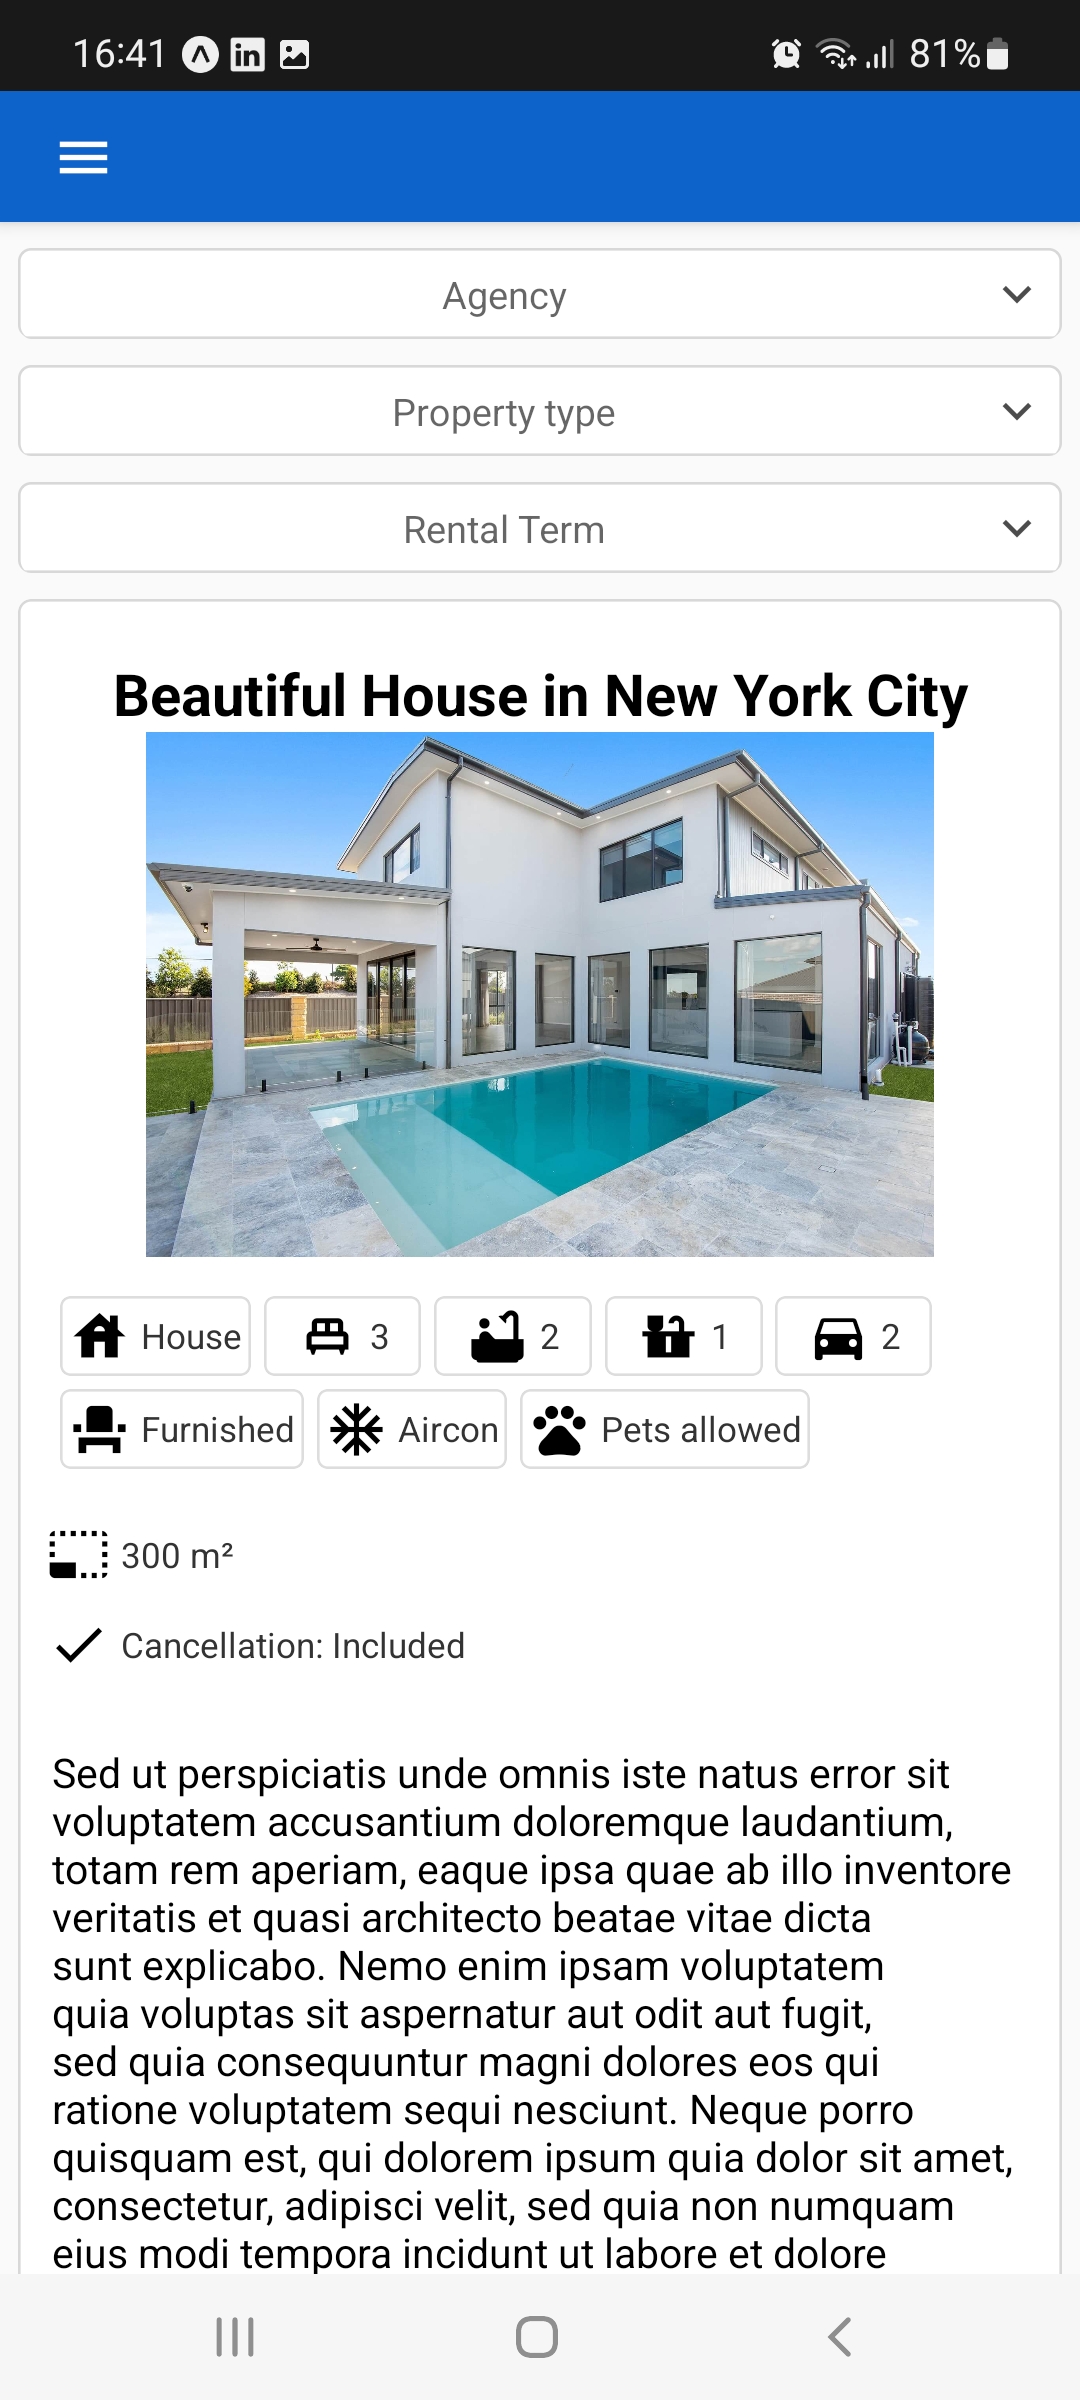 16:41 in 81%
Agency
Property type
Rental Term
Beautiful House in New York City
House 3 2 1 2
Furnished Aircon Pets allowed
300 m²
Cancellation: Included
Sed ut perspiciatis unde omnis iste natus error sit
voluptatem accusantium doloremque laudantium,
totam rem aperiam, eaque ipsa quae ab illo inventore
veritatis et quasi architecto beatae vitae dicta
sunt explicabo. Nemo enim ipsam voluptatem
quia voluptas sit aspernatur aut odit aut fugit,
sed quia consequuntur magni dolores eos qui
ratione voluptatem sequi nesciunt. Neque porro
quisquam est, qui dolorem ipsum quia dolor sit amet,
consectetur, adipisci velit, sed quia non numquam
eius modi tempora incidunt ut labore et dolore